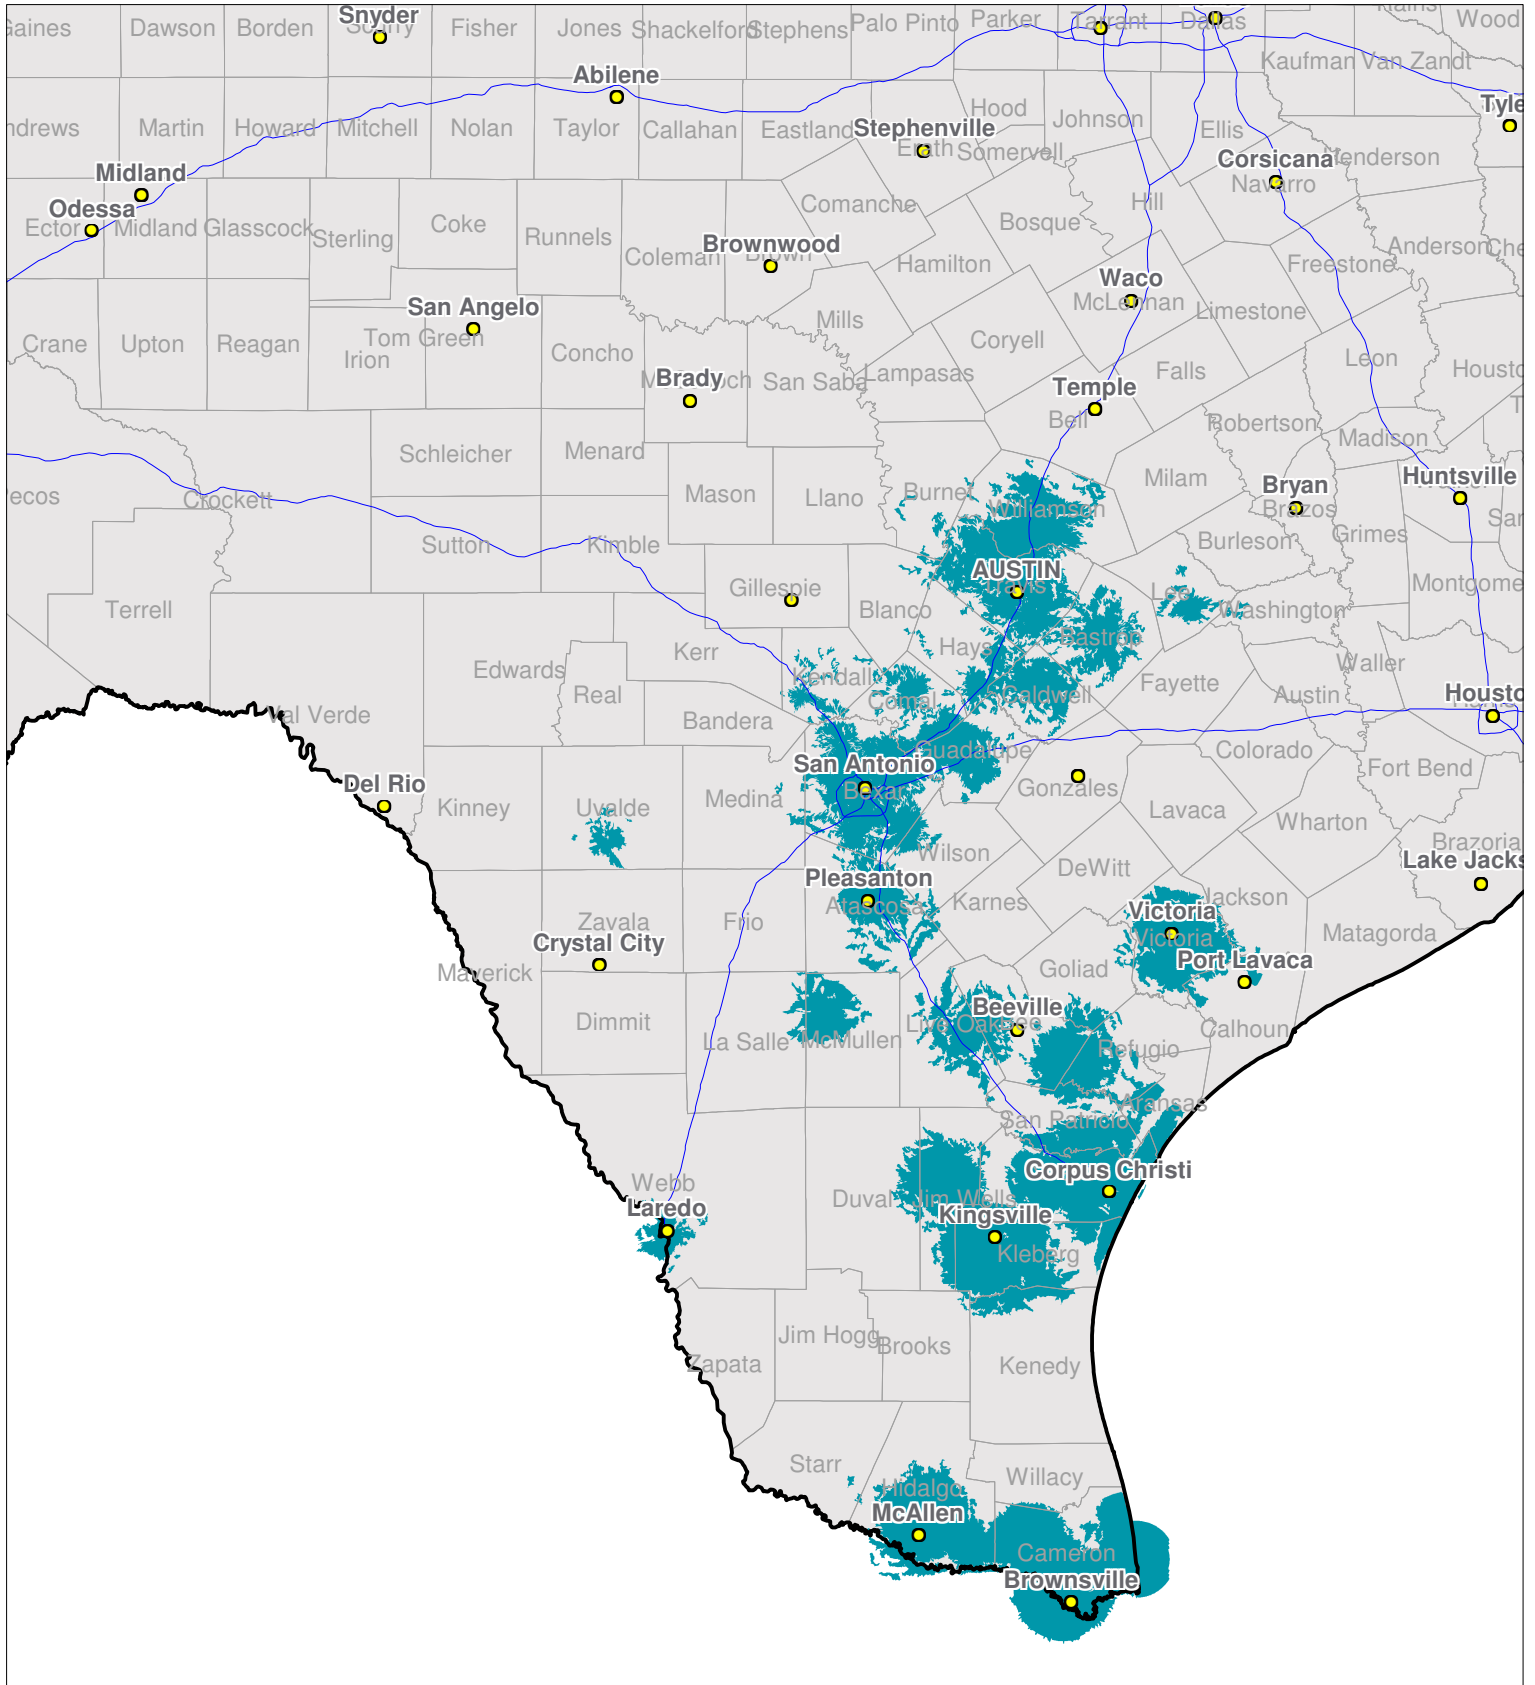 Snyder
Gaines
Dawson
Borden
Scurry
Fisher
Jones
Shackelford
Stephens
Palo Pinto
Parker
Tarrant
Dallas
Rains
Wood
Kaufman
Van Zandt
Abilene
Tyle
ndrews
Martin
Howard
Mitchell
Nolan
Taylor
Callahan
Eastland
Stephenville
Erath
Hood
Somervell
Johnson
Ellis
Corsicana
Navarro
Henderson
Midland
Odessa
Ector
Midland
Glasscock
Sterling
Coke
Runnels
Coleman
Brownwood
Brown
Comanche
Hamilton
Bosque
Hill
Freestone
Anderson
Che
Waco
McLennan
Limestone
San Angelo
Tom Green
Irion
Crane
Upton
Reagan
Concho
Mills
Coryell
Brady
San Saba
Lampasas
Temple
Bell
Falls
Leon
Housto
T
Robertson
Madison
Schleicher
Menard
Mason
Llano
Burnet
Williamson
Milam
Bryan
Brazos
Huntsville
Walker
San
ecos
Crockett
Sutton
Kimble
Burleson
Grimes
AUSTIN
Travis
Gillespie
Blanco
Lee
Washington
Montgome
Terrell
Edwards
Real
Kerr
Kendall
Hays
Bastrop
Comal
Caldwell
Fayette
Waller
Austin
Housto
Val Verde
Bandera
Guadalupe
Colorado
Fort Bend
San Antonio
Bexar
Del Rio
Kinney
Uvalde
Medina
Gonzales
Lavaca
Wharton
Brazoria
Wilson
DeWitt
Lake Jacks
Pleasanton
Atascosa
Karnes
Jackson
Victoria
Victoria
Matagorda
Zavala
Frio
Crystal City
Maverick
Goliad
Port Lavaca
Dimmit
La Salle
McMullen
Live Oak
Beeville
Bee
Refugio
Calhoun
Aransas
San Patricio
Webb
Laredo
Duval
Jim Wells
Corpus Christi
Kingsville
Kleberg
Jim Hogg
Brooks
Zapata
Kenedy
Starr
Hidalgo
Willacy
McAllen
Cameron
Brownsville